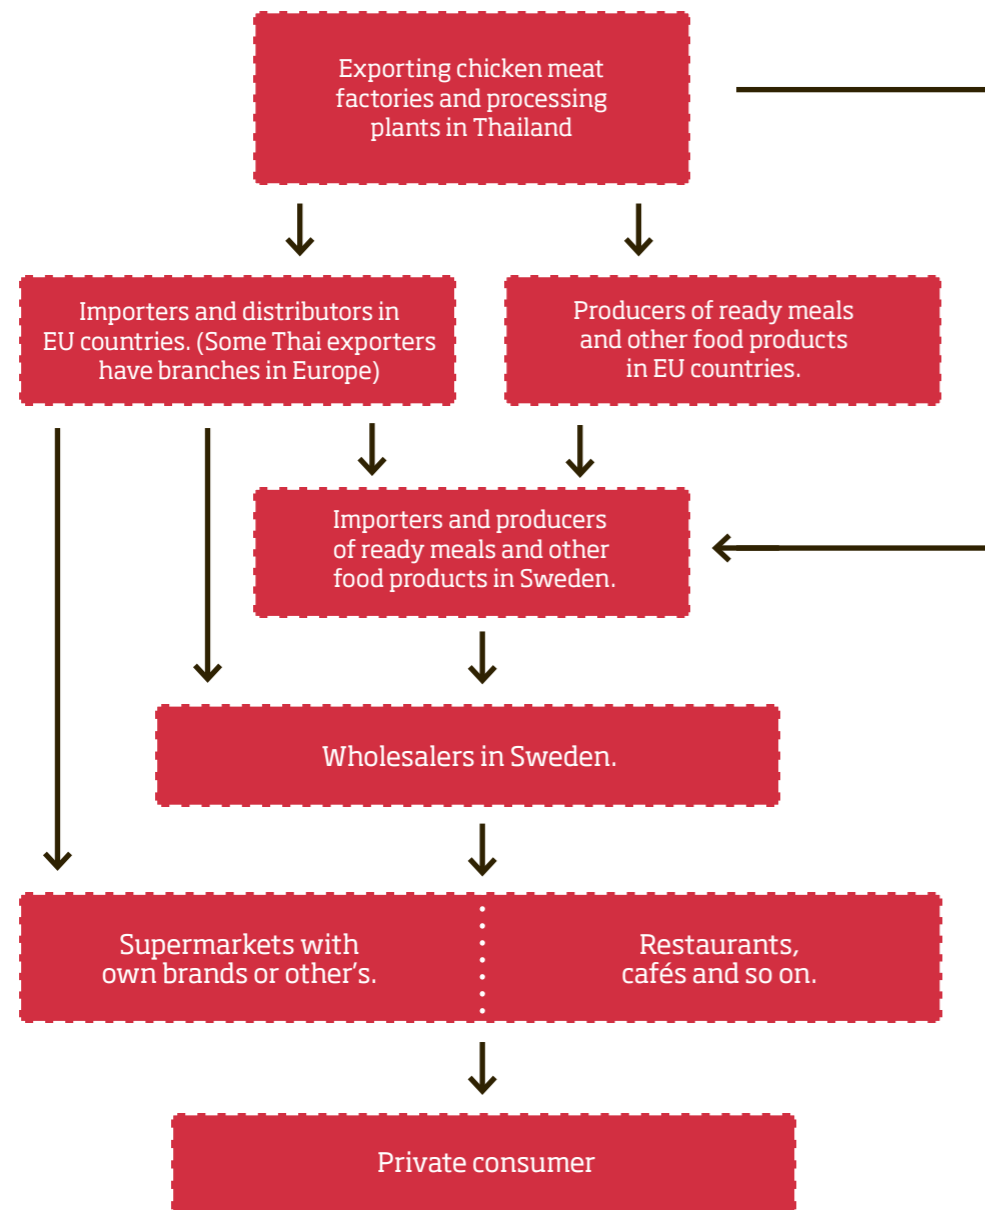 Exporting chicken meat
factories and processing
plants in Thailand
Importers and distributors in
EU countries. (Some Thai exporters
have branches in Europe)
Producers of ready meals
and other food products
in EU countries.
Importers and producers
of ready meals and other
food products in Sweden.
Wholesalers in Sweden.
Supermarkets with
own brands or other's.
Restaurants,
cafés and so on.
Private consumer